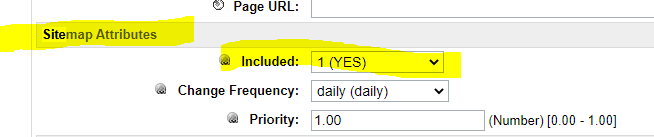 Page URL:
Sitemap Attributes
Included: 1 (YES)
Change Frequency: daily (daily)
Priority: 1.00 (Number) [0.00 - 1.00]